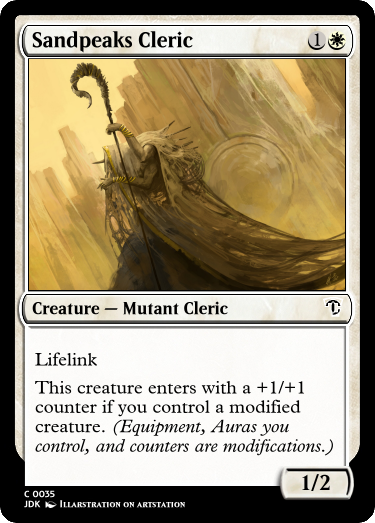 Sandpeaks Cleric 1
Creature — Mutant Cleric
Lifelink
This creature enters with a +1/+1
counter if you control a modified
creature. (Equipment, Auras you
control, and counters are modifications.)
1/2
C 0035
JDK Illarstration on artstation